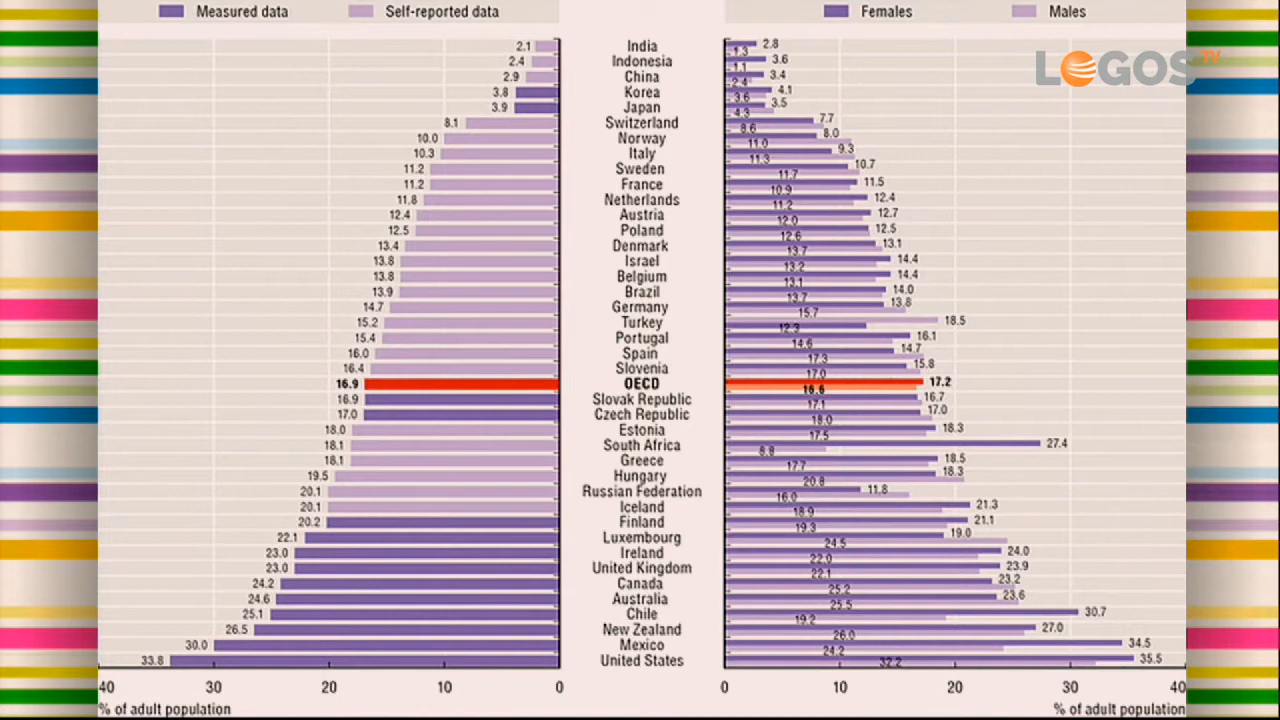 Measured data Self-reported data Females Males
LOGOS TV
2.1 India 2.8 1.3
2.4 Indonesia 3.6 1.1
2.9 China 3.4 2.4
3.8 Korea 4.1 3.6
3.9 Japan 3.5 4.3
8.1 Switzerland 7.7 8.6
10.0 Norway 8.0 11.0
10.3 Italy 9.3 11.3
11.2 Sweden 10.7 11.7
11.2 France 11.5 10.9
11.8 Netherlands 12.4 11.2
12.4 Austria 12.7 12.0
12.5 Poland 12.5 12.6
13.4 Denmark 13.1 13.7
13.8 Israel 14.4 13.2
13.8 Belgium 14.4 13.1
13.9 Brazil 14.0 13.7
14.7 Germany 13.8 15.7
15.2 Turkey 18.5 12.3
15.4 Portugal 16.1 14.6
16.0 Spain 14.7 17.3
16.4 Slovenia 15.8 17.0
16.9 OECD 17.2 16.6
16.9 Slovak Republic 16.7 17.1
17.0 Czech Republic 17.0 18.0
18.0 Estonia 18.3 17.5
18.1 South Africa 27.4 8.8
18.1 Greece 18.5 17.7
19.5 Hungary 18.3 20.8
20.1 Russian Federation 11.8 16.0
20.1 Iceland 21.3 18.9
20.2 Finland 21.1 19.3
22.1 Luxembourg 19.0 24.5
23.0 Ireland 24.0 22.0
23.0 United Kingdom 23.9 22.1
24.2 Canada 23.2 25.2
24.6 Australia 23.6 25.5
25.1 Chile 30.7 19.2
26.5 New Zealand 27.0 26.0
30.0 Mexico 34.5 24.2
33.8 United States 35.5 32.2
40 30 20 10 0 0 10 20 30 40
% of adult population % of adult population